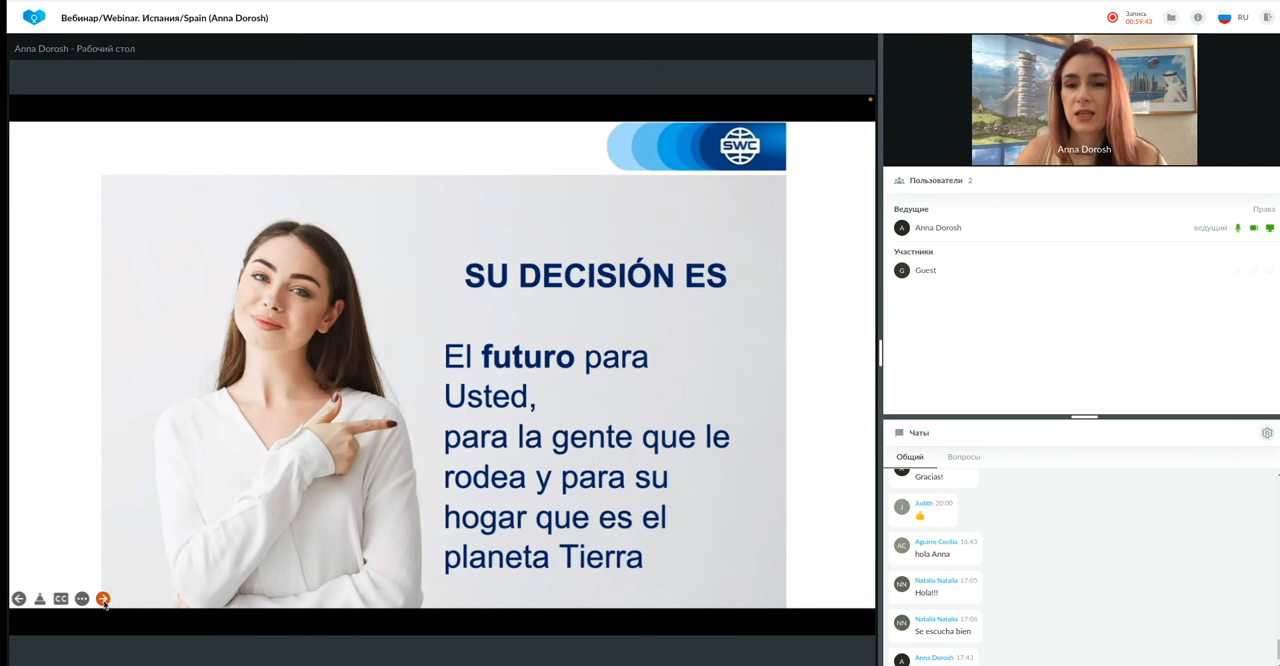 Вебинар/Webinar. Испания/Spain (Anna Dorosh)
Запись
00:59:43
RU
Anna Dorosh - Рабочий стол
SWC
SU DECISIÓN ES
El futuro para
Usted,
para la gente que le
rodea y para su
hogar que es el
planeta Tierra
CC
Anna Dorosh
Пользователи 2
Ведущие Права
A Anna Dorosh ведущий
Участники
G Guest
Чаты
Общий Вопросы
Gracias!
J Judith 20:00
AC Aguirre Cecilia 16:43
hola Anna
NN Natalia Natalia 17:05
Hola!!!
NN Natalia Natalia 17:06
Se escucha bien
A Anna Dorosh 17:43